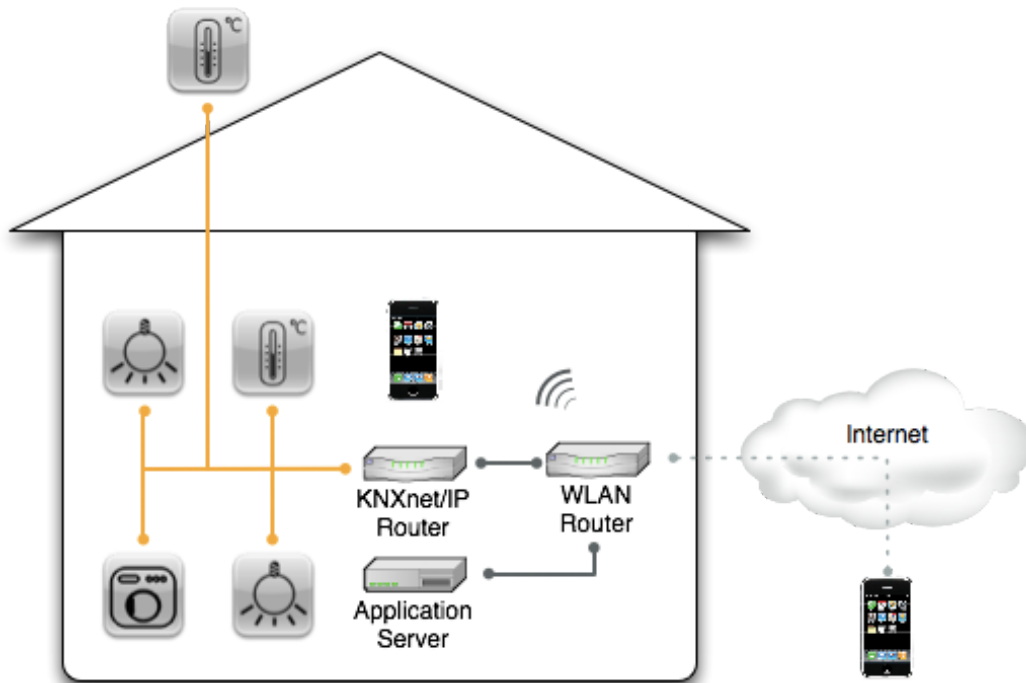 °C
°C
Internet
KNXnet/IP
Router
WLAN
Router
Application
Server